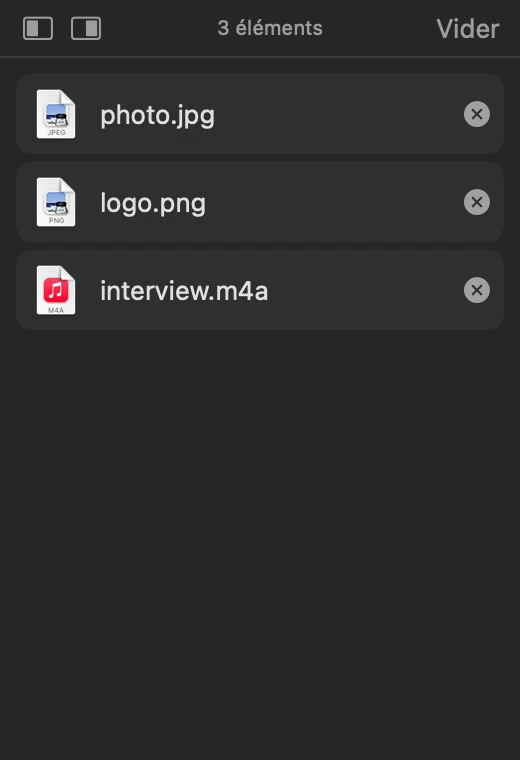 3 éléments
Vider
photo.jpg
JPEG
logo.png
PNG
interview.m4a
M4A